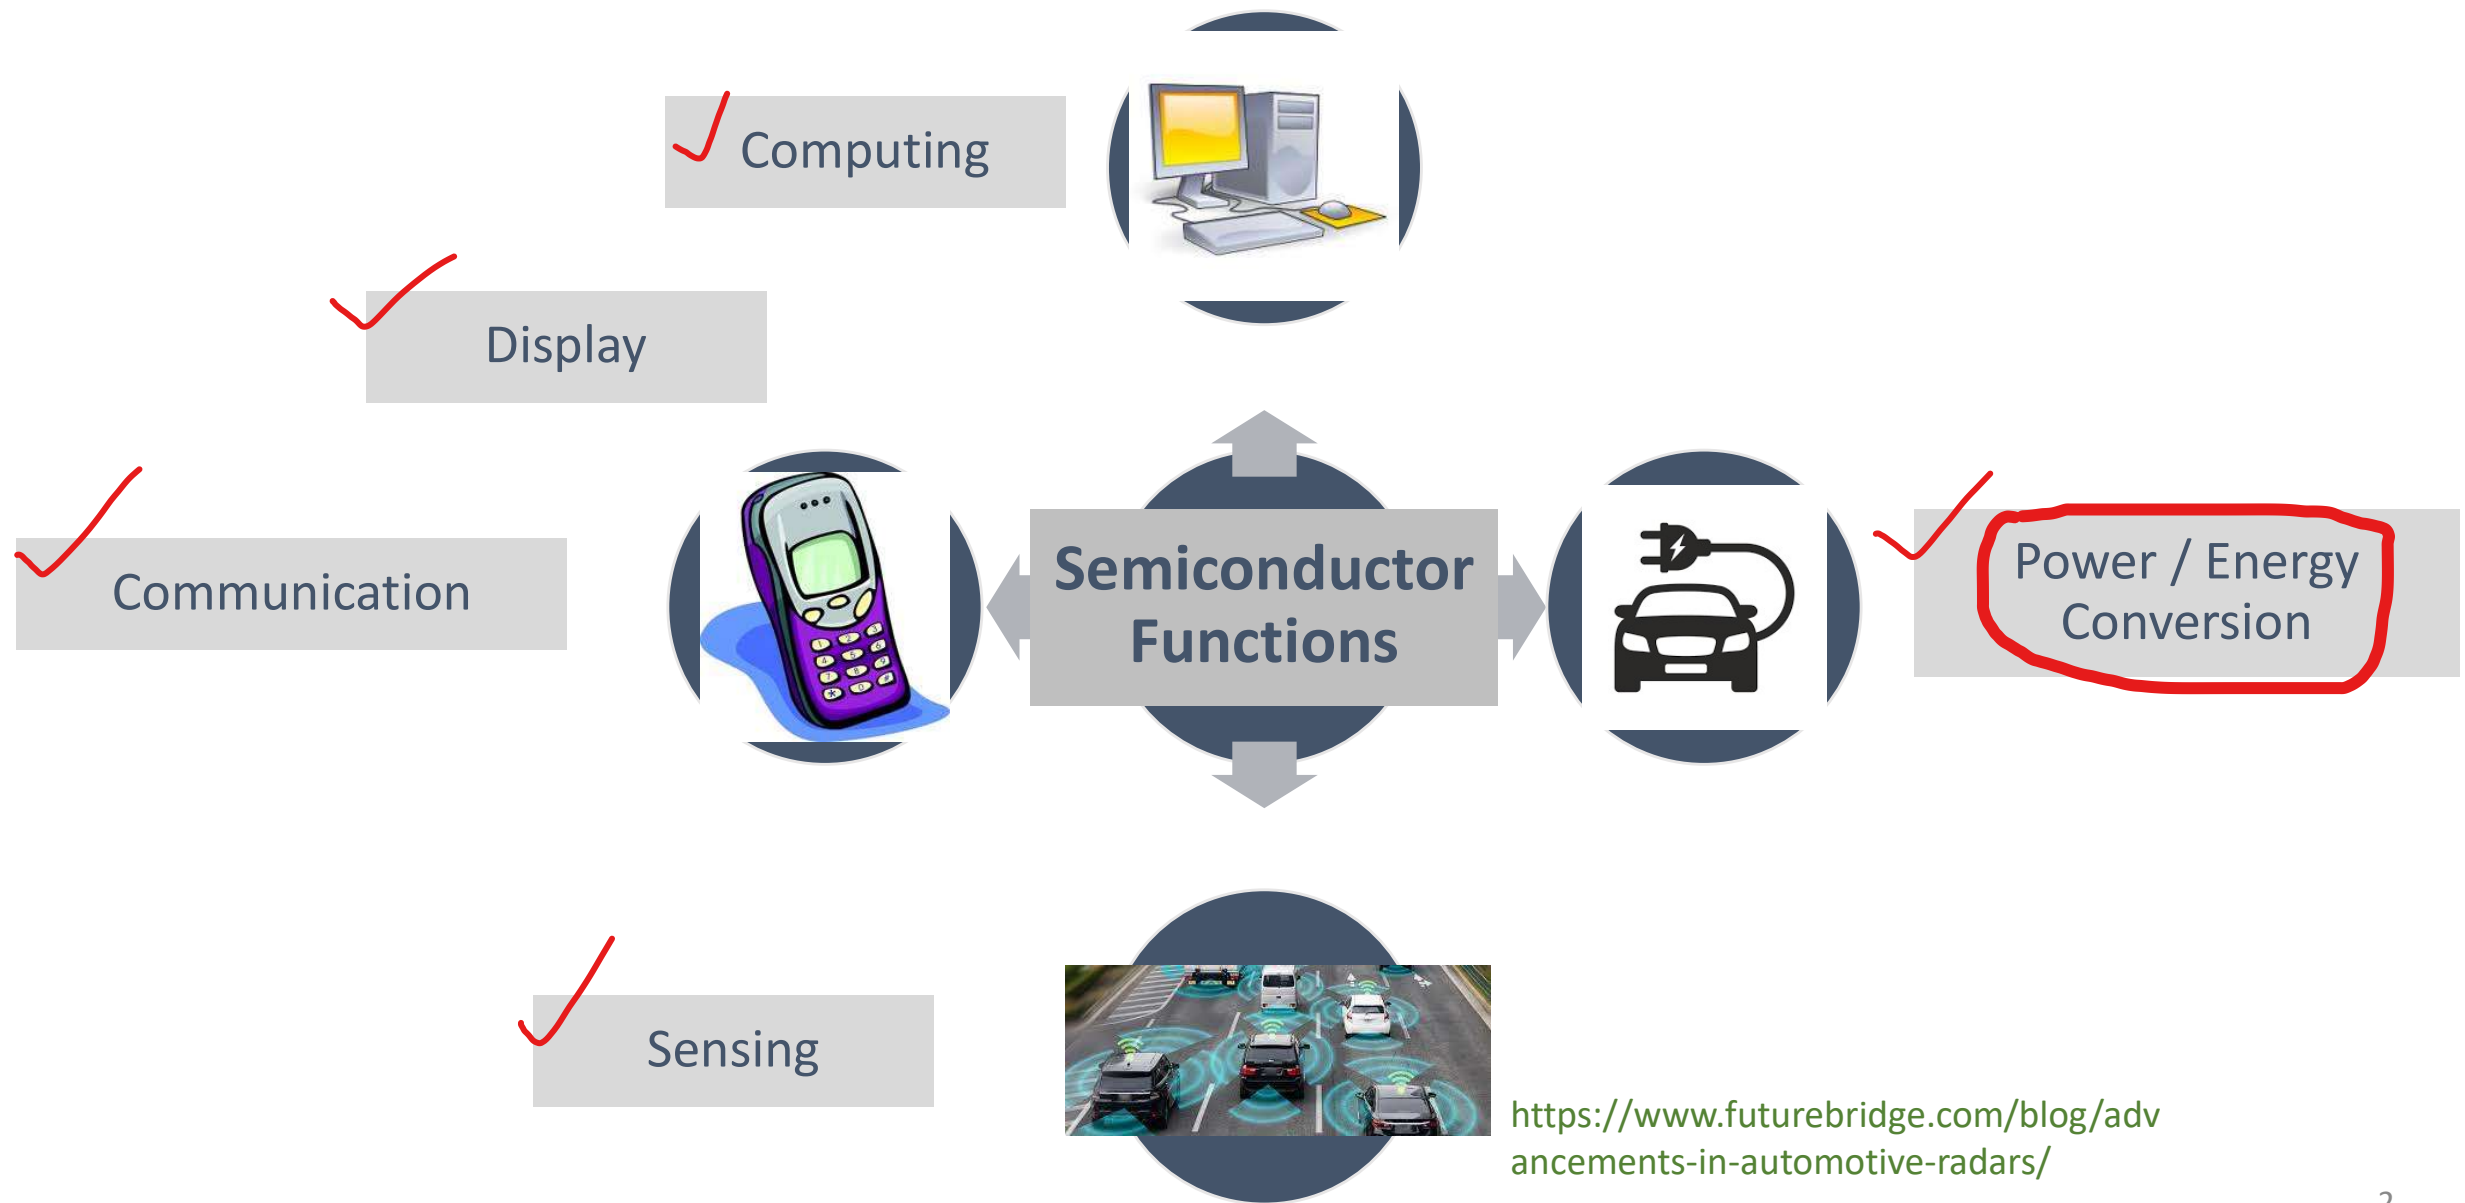 Computing
Display
Communication
Semiconductor
Functions
Power / Energy
Conversion
Sensing
https://www.futurebridge.com/blog/adv
ancements-in-automotive-radars/
2